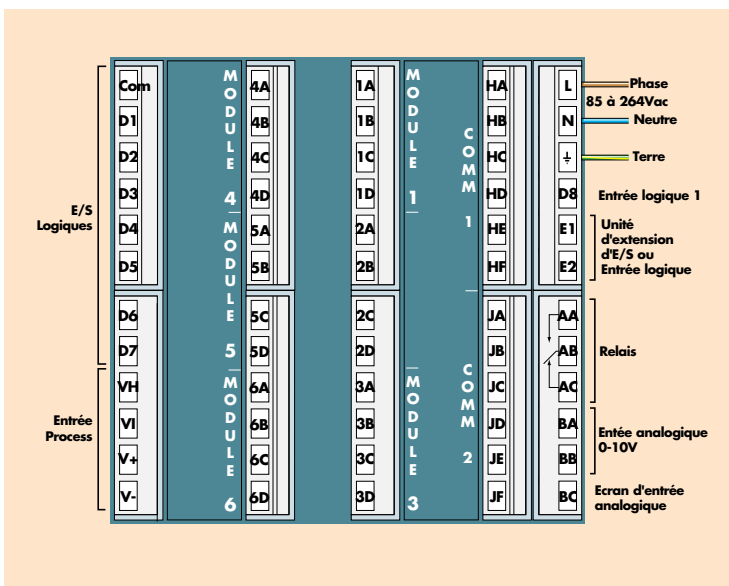 Com
D1
D2
D3
D4
D5
D6
D7
VH
VI
V+
V-
E/S
Logiques
Entrée
Process
MODULE 4
MODULE 5
MODULE 6
4A
4B
4C
4D
5A
5B
5C
5D
6A
6B
6C
6D
1A
1B
1C
1D
2A
2B
2C
2D
3A
3B
3C
3D
MODULE 1
MODULE 3
COMM 1
COMM 2
HA
HB
HC
HD
HE
HF
JA
JB
JC
JD
JE
JF
L
N
D8
E1
E2
AA
AB
AC
BA
BB
BC
Phase
85 à 264Vac
Neutre
Terre
Entrée logique 1
Unité
d'extension
d'E/S ou
Entrée logique
Relais
Entée analogique
0-10V
Ecran d'entrée
analogique